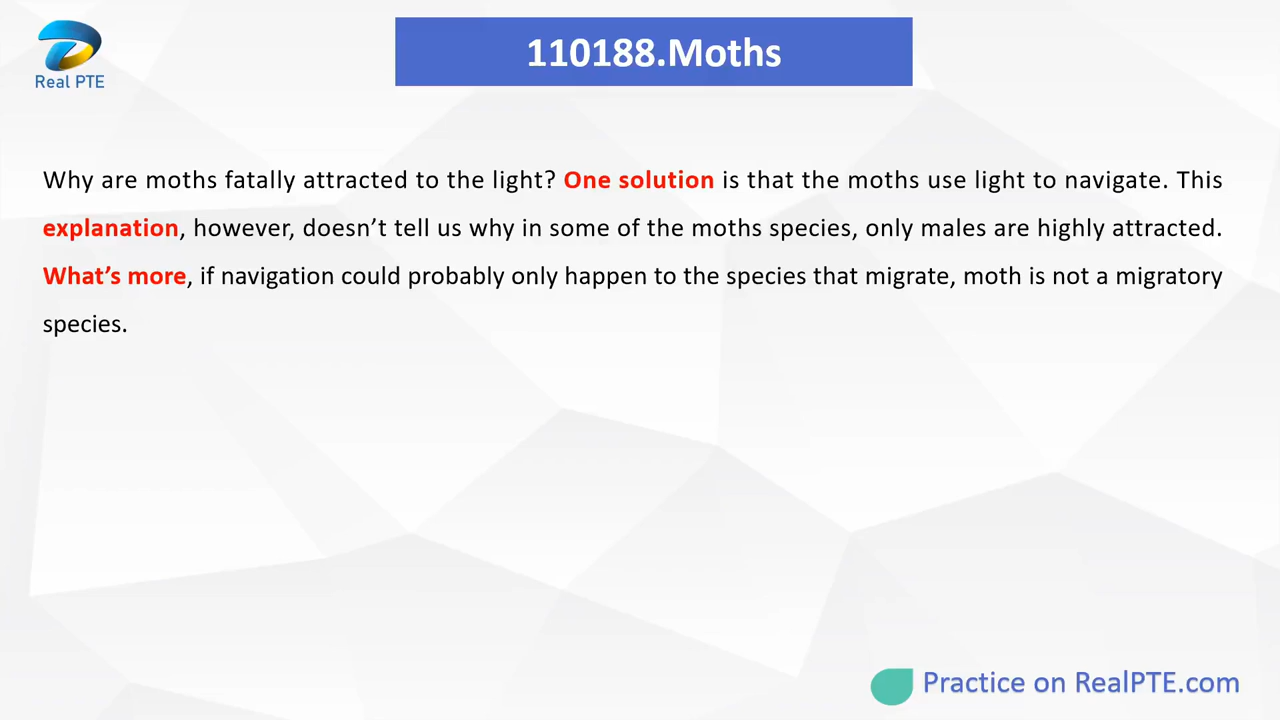 110188.Moths
Real PTE
Why are moths fatally attracted to the light? One solution is that the moths use light to navigate. This
explanation, however, doesn’t tell us why in some of the moths species, only males are highly attracted.
What’s more, if navigation could probably only happen to the species that migrate, moth is not a migratory
species.
Practice on RealPTE.com